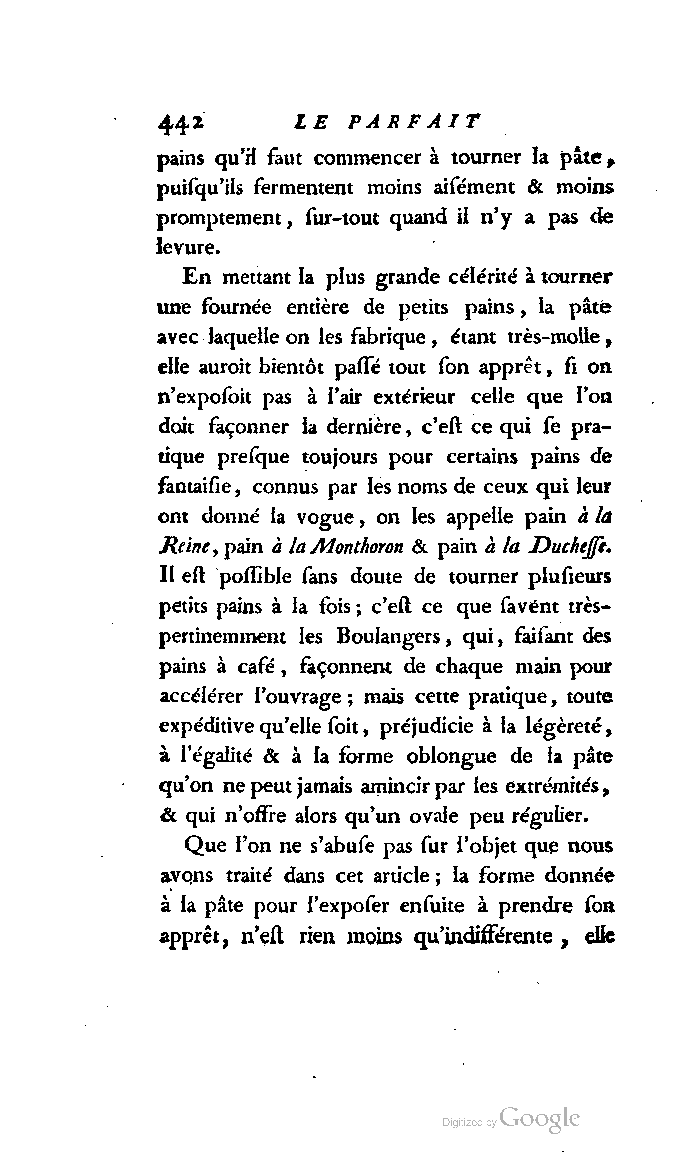 442 LE PARFAIT
pains qu'il faut commencer à tourner la pâte,
puiſqu'ils fermentent moins aiſément & moins
promptement, ſur-tout quand il n'y a pas de
levure.
En mettant la plus grande célérité à tourner
une fournée entière de petits pains, la pâte
avec laquelle on les fabrique, étant très-molle,
elle auroit bientôt paſſé tout ſon apprêt, ſi on
n'expoſoit pas à l'air extérieur celle que l'on
doit façonner la dernière, c'eſt ce qui ſe pra-
tique preſque toujours pour certains pains de
fantaiſie, connus par les noms de ceux qui leur
ont donné la vogue, on les appelle pain à la
Reine, pain à la Monthoron & pain à la Ducheſſe.
Il eſt poſſible ſans doute de tourner pluſieurs
petits pains à la fois; c'eſt ce que ſavent très-
pertinemment les Boulangers, qui, faiſant des
pains à café, façonnent de chaque main pour
accélérer l'ouvrage; mais cette pratique, toute
expéditive qu'elle ſoit, préjudicie à la légèreté,
à l'égalité & à la forme oblongue de la pâte
qu'on ne peut jamais amincir par les extrémités,
& qui n'offre alors qu'un ovale peu régulier.
Que l'on ne s'abuſe pas ſur l'objet que nous
avons traité dans cet article; la forme donnée
à la pâte pour l'expoſer enſuite à prendre ſon
apprêt, n'eſt rien moins qu'indifférente, elle
Digitized by Google